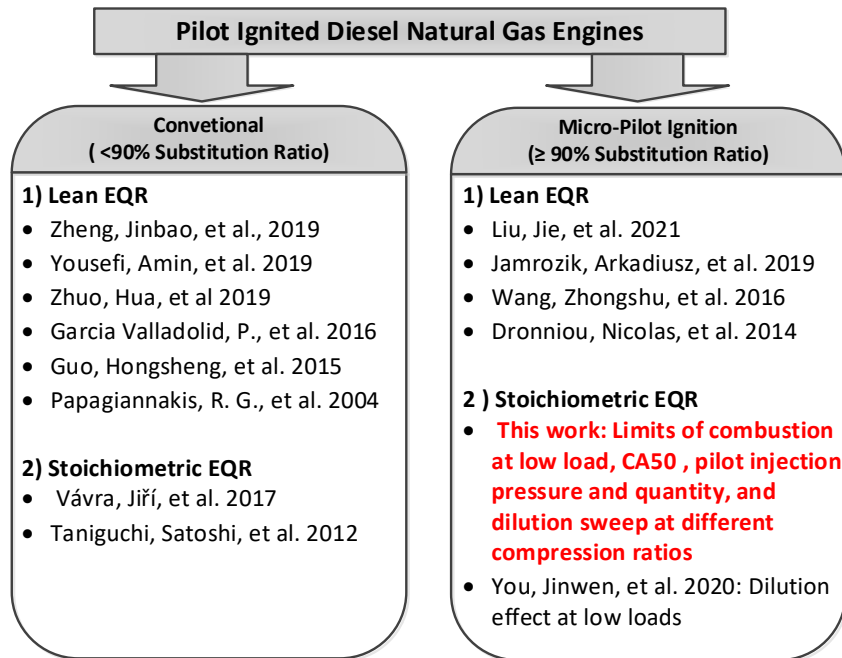 Pilot Ignited Diesel Natural Gas Engines
Convetional
( <90% Substitution Ratio)
1) Lean EQR
• Zheng, Jinbao, et al., 2019
• Yousefi, Amin, et al. 2019
• Zhuo, Hua, et al 2019
• Garcia Valladolid, P., et al. 2016
• Guo, Hongsheng, et al. 2015
• Papagiannakis, R. G., et al. 2004
2) Stoichiometric EQR
• Vávra, Jiří, et al. 2017
• Taniguchi, Satoshi, et al. 2012
Micro-Pilot Ignition
(≥ 90% Substitution Ratio)
1) Lean EQR
• Liu, Jie, et al. 2021
• Jamrozik, Arkadiusz, et al. 2019
• Wang, Zhongshu, et al. 2016
• Dronniou, Nicolas, et al. 2014
2 ) Stoichiometric EQR
• This work: Limits of combustion
at low load, CA50 , pilot injection
pressure and quantity, and
dilution sweep at different
compression ratios
• You, Jinwen, et al. 2020: Dilution
effect at low loads